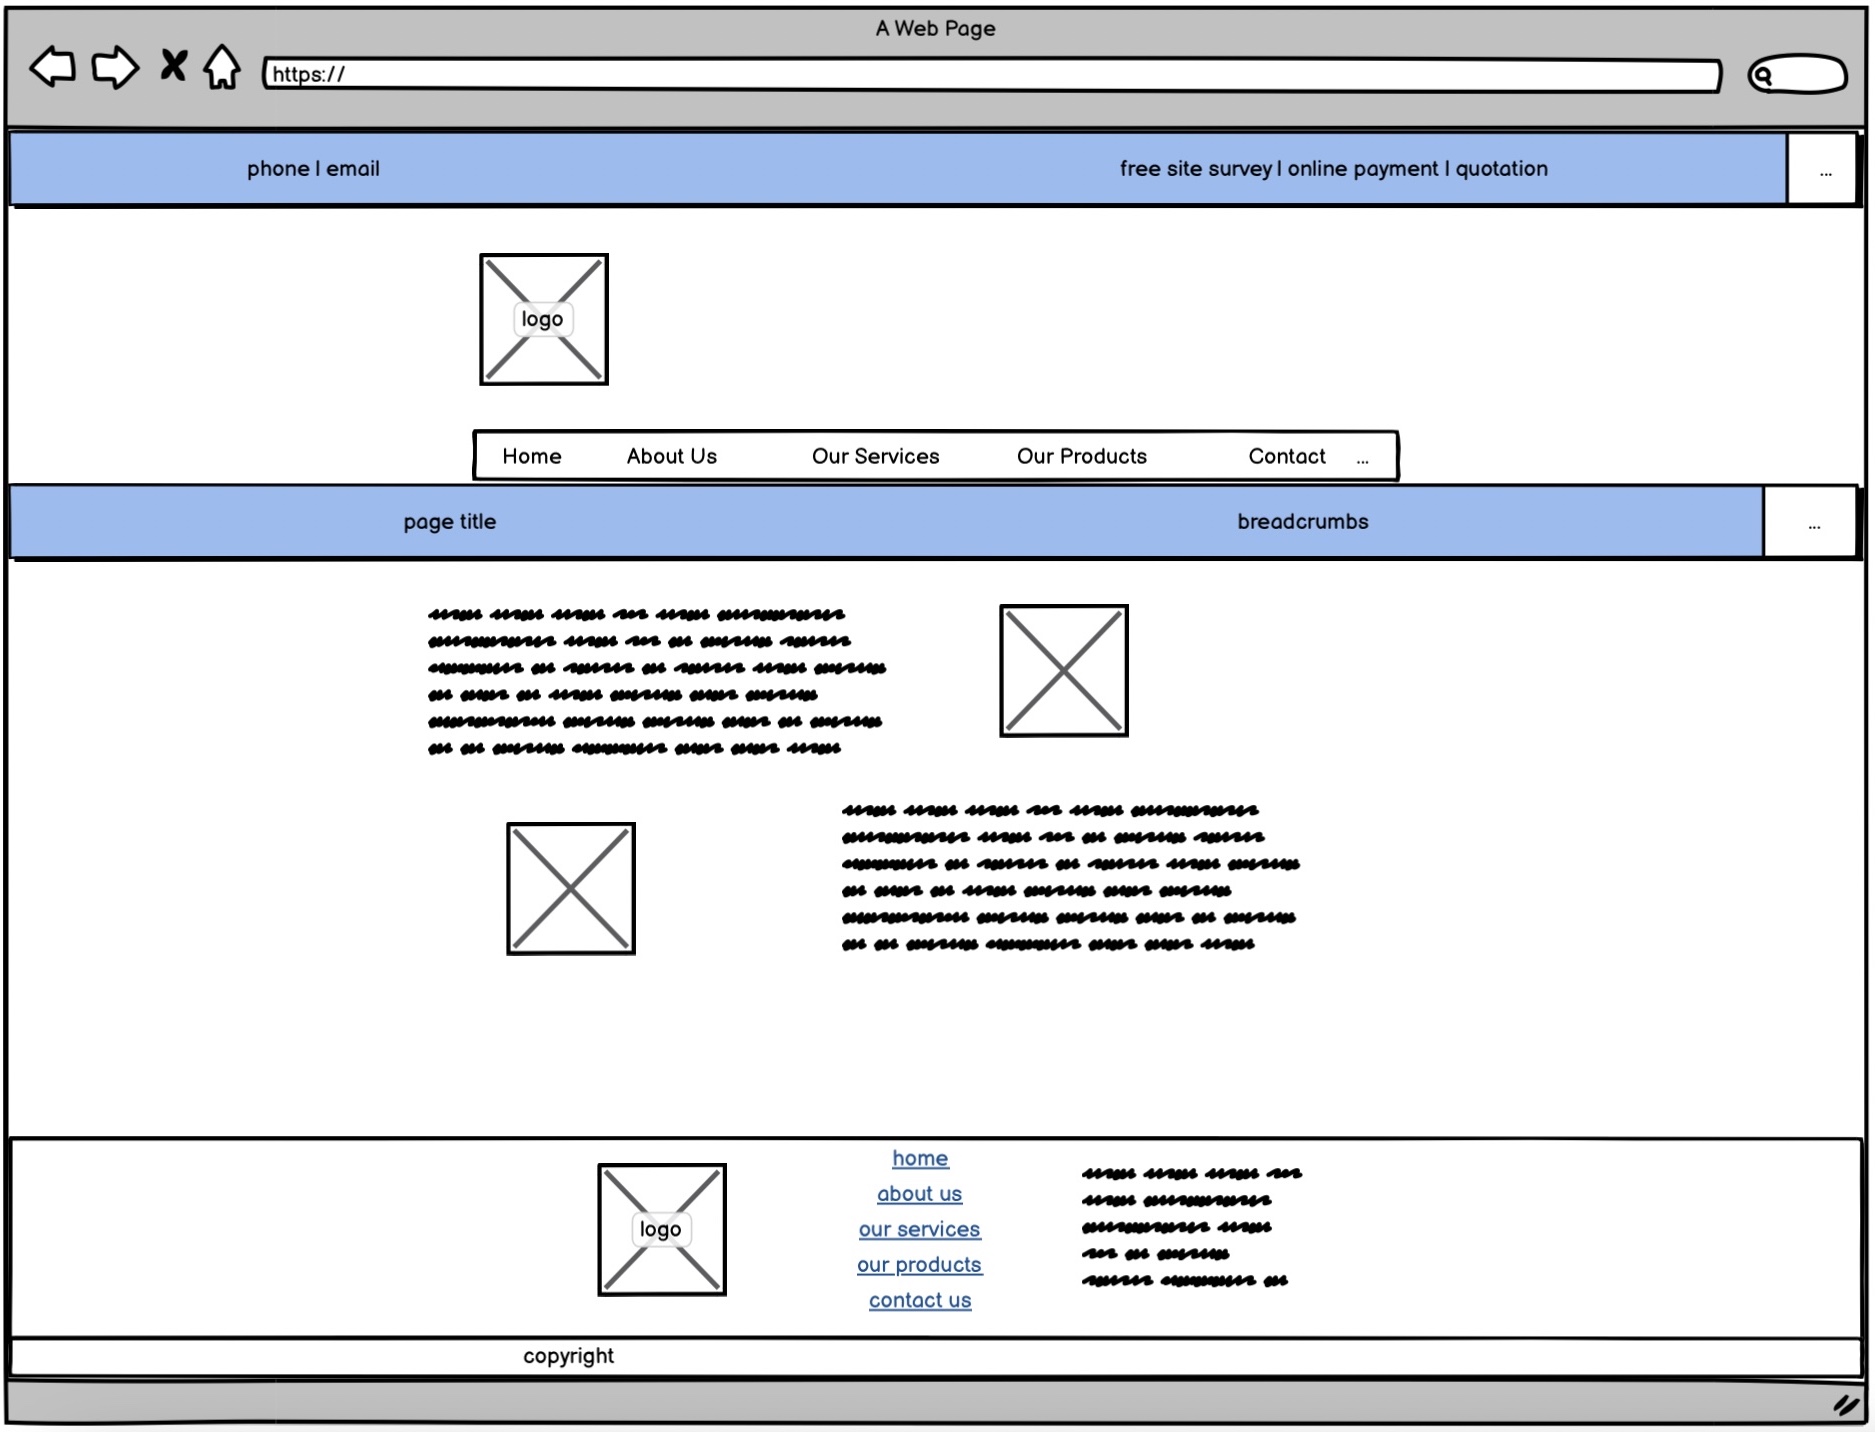 A Web Page
https://
phone | email
free site survey | online payment | quotation
...
logo
Home About Us Our Services Our Products Contact ...
page title
breadcrumbs
...
logo
home
about us
our services
our products
contact us
copyright